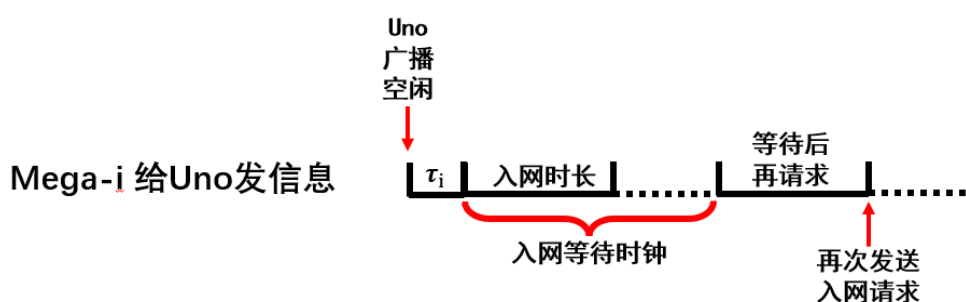 Uno
广播
空闲
Mega-i 给Uno发信息
τi
入网时长
等待后
再请求
入网等待时钟
再次发送
入网请求